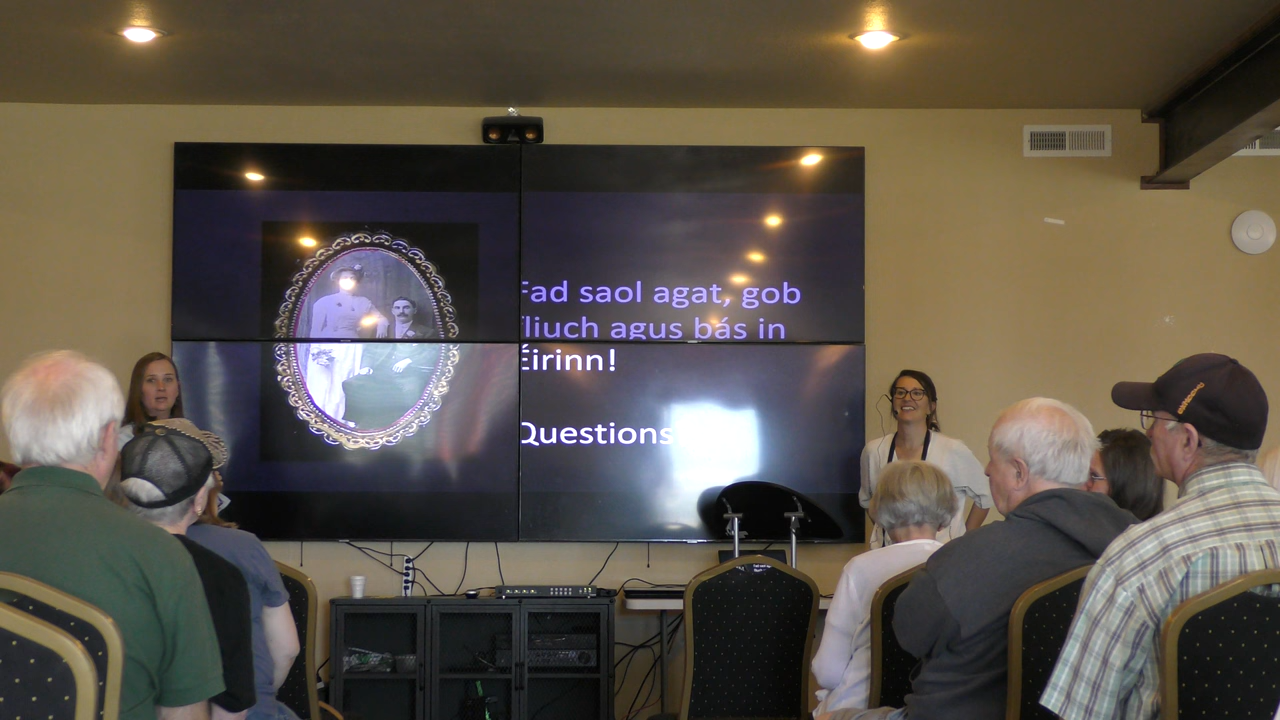 Fad saol agat, gob
fliuch agus bás in
Éirinn!
Questions